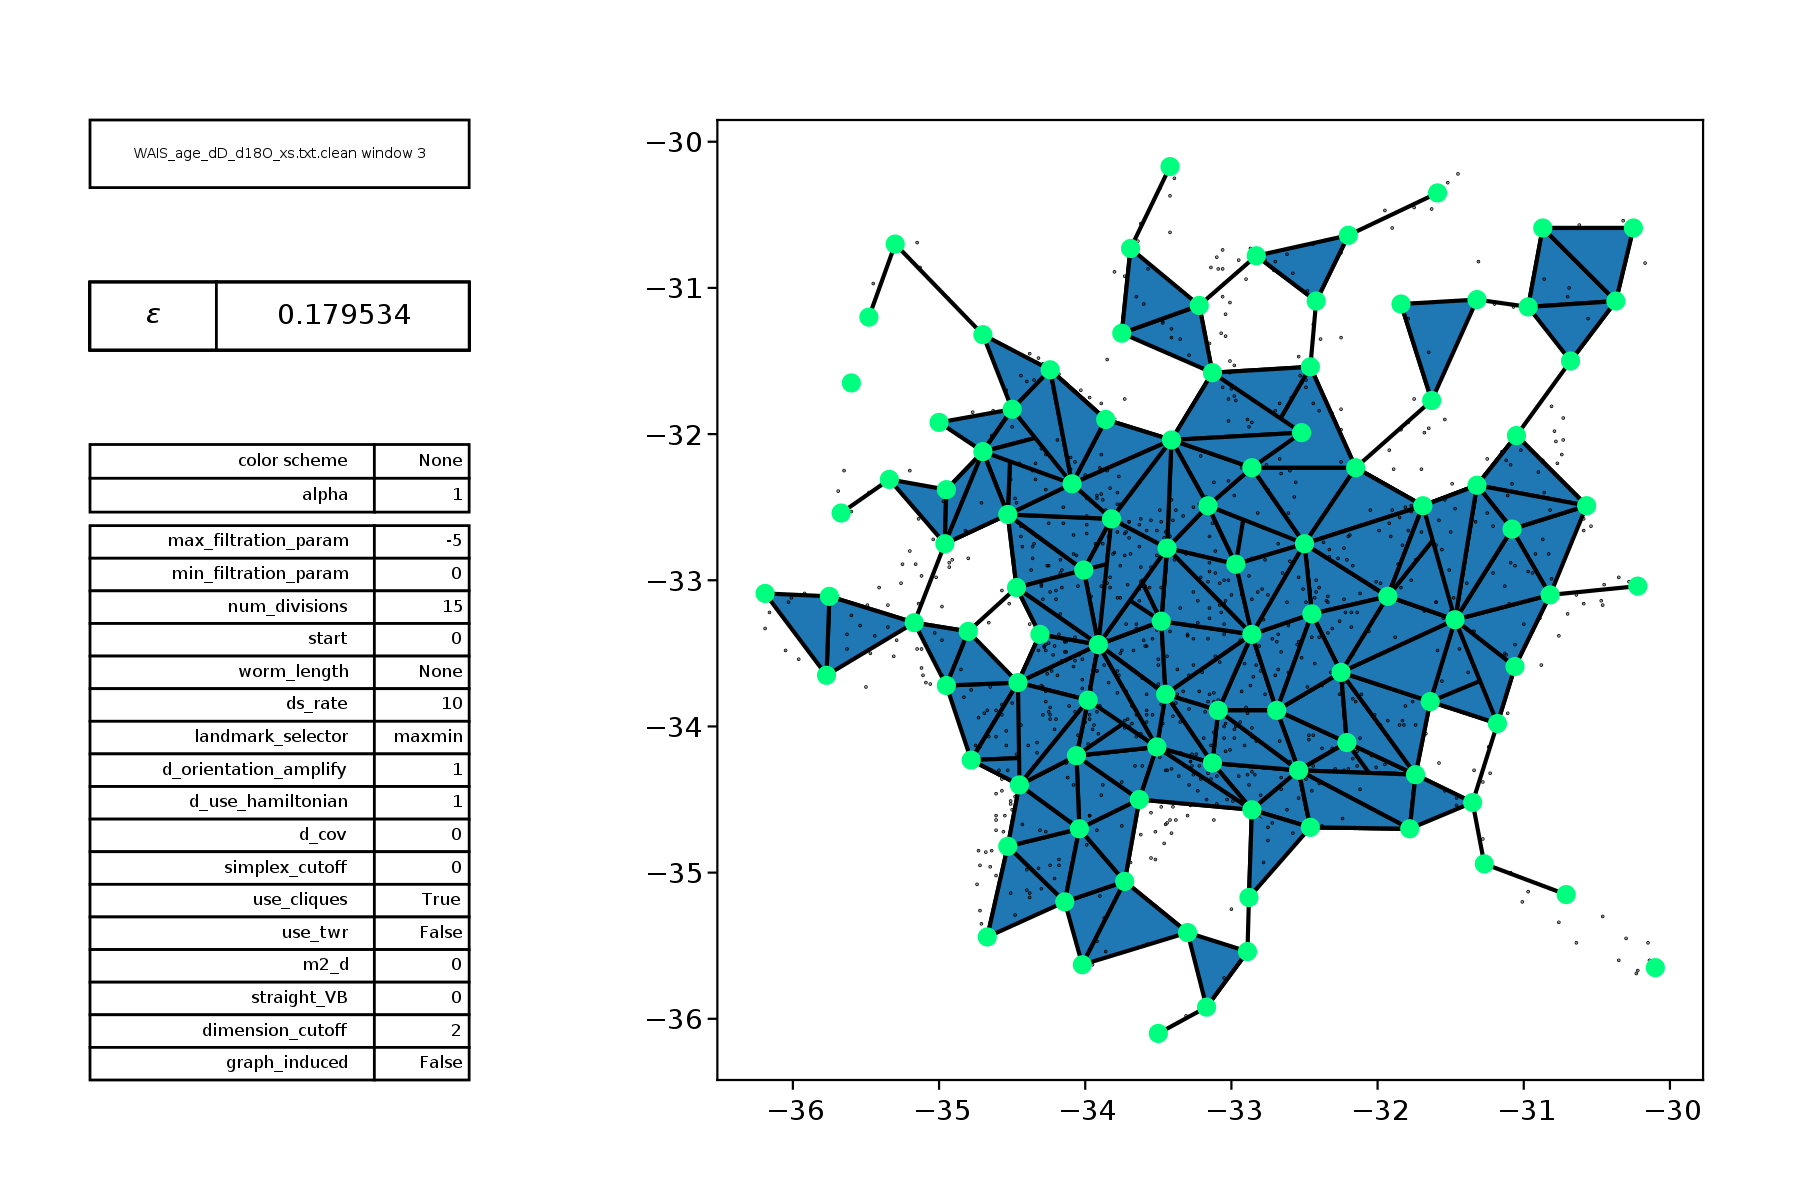 WAIS_age_dD_d18O_xs.txt.clean window 3
ε 0.179534
color scheme None
alpha 1
max_filtration_param -5
min_filtration_param 0
num_divisions 15
start 0
worm_length None
ds_rate 10
landmark_selector maxmin
d_orientation_amplify 1
d_use_hamiltonian 1
d_cov 0
simplex_cutoff 0
use_cliques True
use_twr False
m2_d 0
straight_VB 0
dimension_cutoff 2
graph_induced False
−30
−31
−32
−33
−34
−35
−36
−36 −35 −34 −33 −32 −31 −30